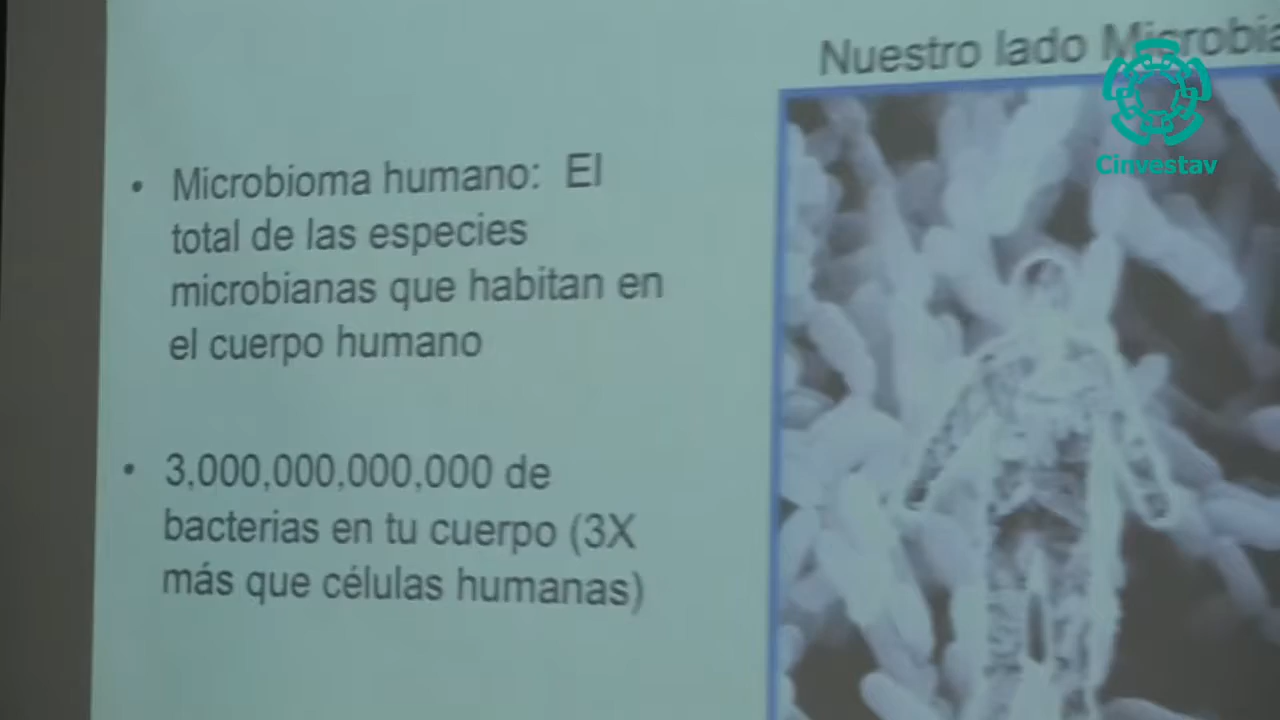 Nuestro lado Microbia
Cinvestav
• Microbioma humano: El
total de las especies
microbianas que habitan en
el cuerpo humano
• 3,000,000,000,000 de
bacterias en tu cuerpo (3X
más que células humanas)